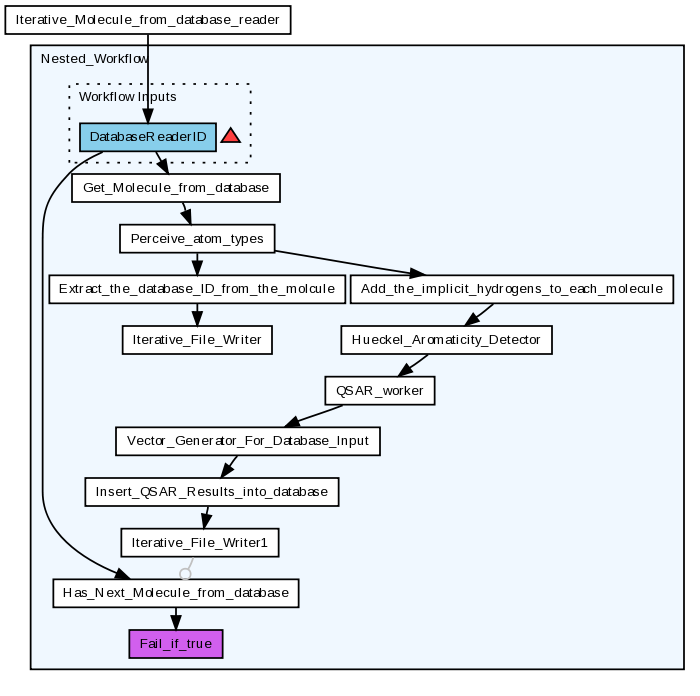 Iterative_Molecule_from_database_reader
Nested_Workflow
Workflow Inputs
DatabaseReaderID
Get_Molecule_from_database
Perceive_atom_types
Extract_the_database_ID_from_the_molcule
Add_the_implicit_hydrogens_to_each_molecule
Iterative_File_Writer
Hueckel_Aromaticity_Detector
QSAR_worker
Vector_Generator_For_Database_Input
Insert_QSAR_Results_into_database
Iterative_File_Writer1
Has_Next_Molecule_from_database
Fail_if_true